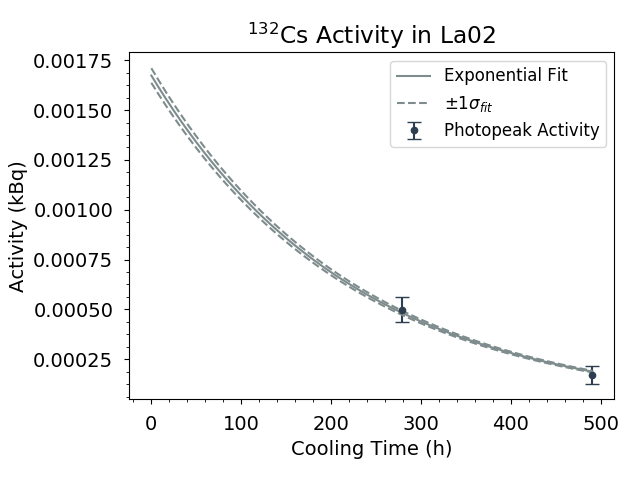 ¹³²Cs Activity in La02
Activity (kBq)
0.00175
0.00150
0.00125
0.00100
0.00075
0.00050
0.00025
Exponential Fit
±1σfit
Photopeak Activity
0 100 200 300 400 500
Cooling Time (h)